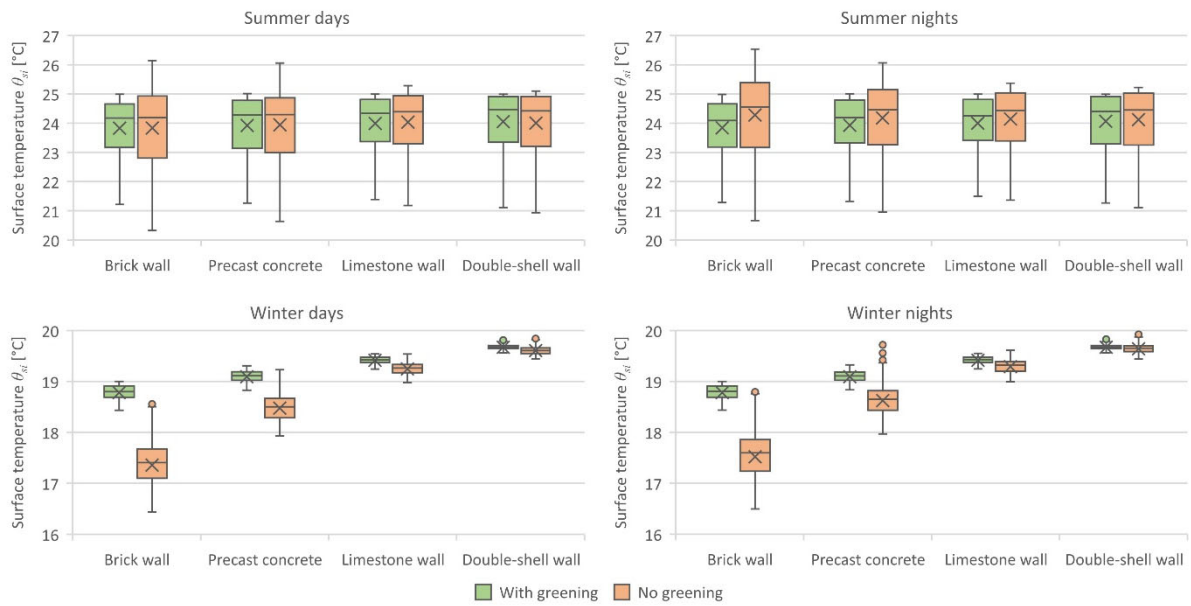 Summer days
Surface temperature θsi [°C]
27
26
25
24
23
22
21
20
Brick wall Precast concrete Limestone wall Double-shell wall
Summer nights
Surface temperature θsi [°C]
27
26
25
24
23
22
21
20
Brick wall Precast concrete Limestone wall Double-shell wall
Winter days
Surface temperature θsi [°C]
20
19
18
17
16
Brick wall Precast concrete Limestone wall Double-shell wall
Winter nights
Surface temperature θsi [°C]
20
19
18
17
16
Brick wall Precast concrete Limestone wall Double-shell wall
With greening No greening